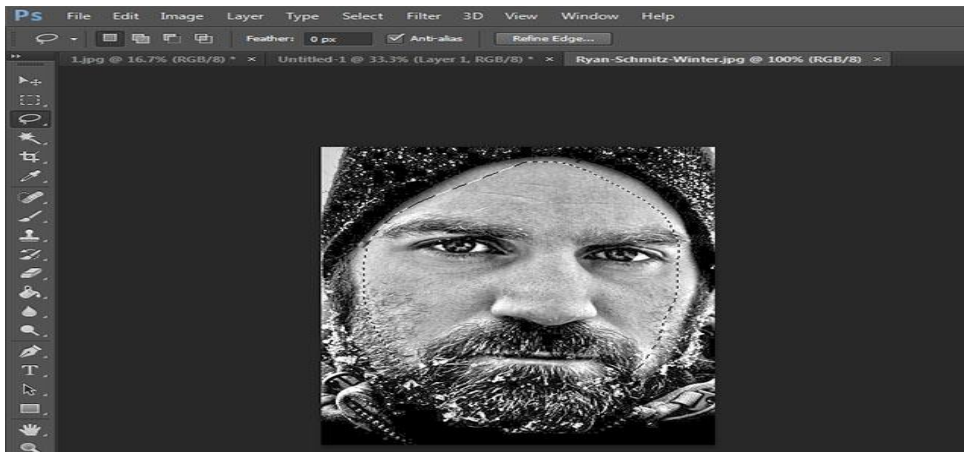 Ps File Edit Image Layer Type Select Filter 3D View Window Help
Feather: 0 px Anti-alias Refine Edge...
1.jpg @ 16.7% (RGB/8) * × Untitled-1 @ 33.3% (Layer 1, RGB/8) * × Ryan-Schmitz-Winter.jpg @ 100% (RGB/8) ×
T